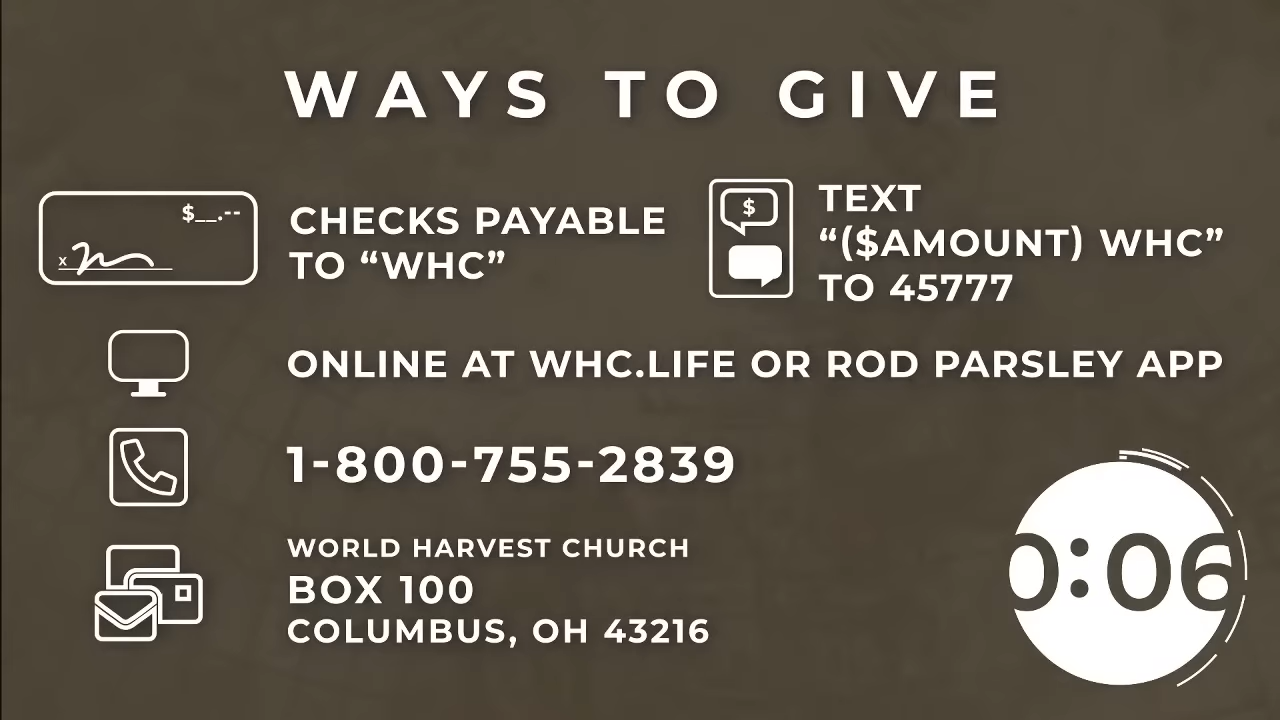 WAYS TO GIVE
$__.--
x
CHECKS PAYABLE
TO “WHC”
$
TEXT
“($AMOUNT) WHC”
TO 45777
ONLINE AT WHC.LIFE OR ROD PARSLEY APP
1-800-755-2839
WORLD HARVEST CHURCH
BOX 100
COLUMBUS, OH 43216
0:06